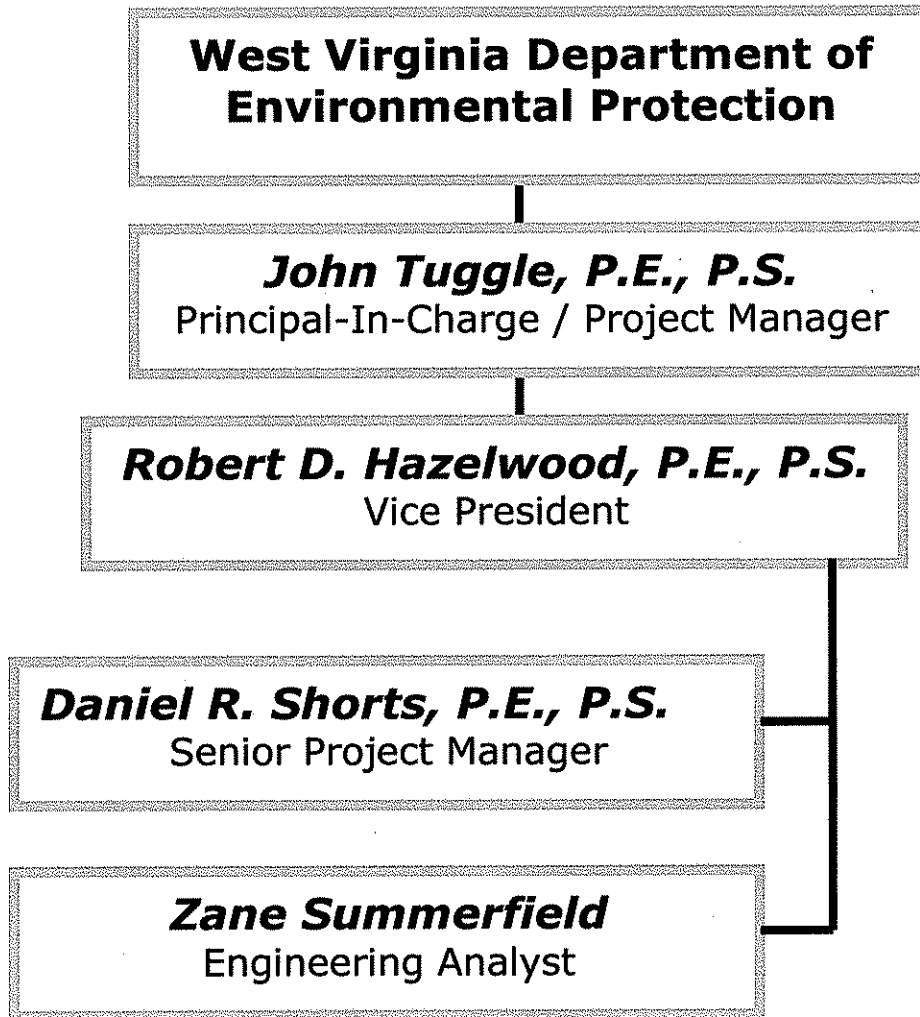 West Virginia Department of
Environmental Protection
John Tuggle, P.E., P.S.
Principal-In-Charge / Project Manager
Robert D. Hazelwood, P.E., P.S.
Vice President
Daniel R. Shorts, P.E., P.S.
Senior Project Manager
Zane Summerfield
Engineering Analyst